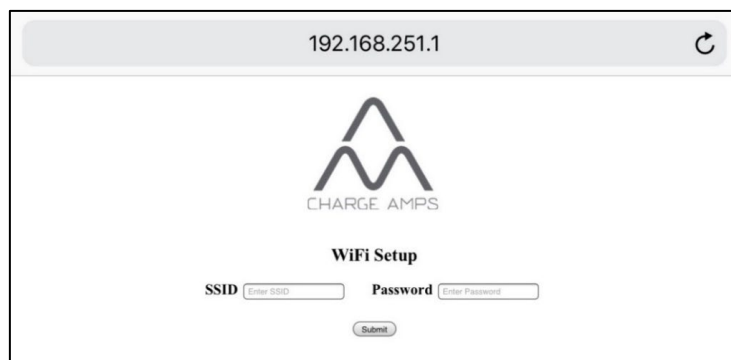 192.168.251.1
CHARGE AMPS
WiFi Setup
SSID Enter SSID Password Enter Password
Submit